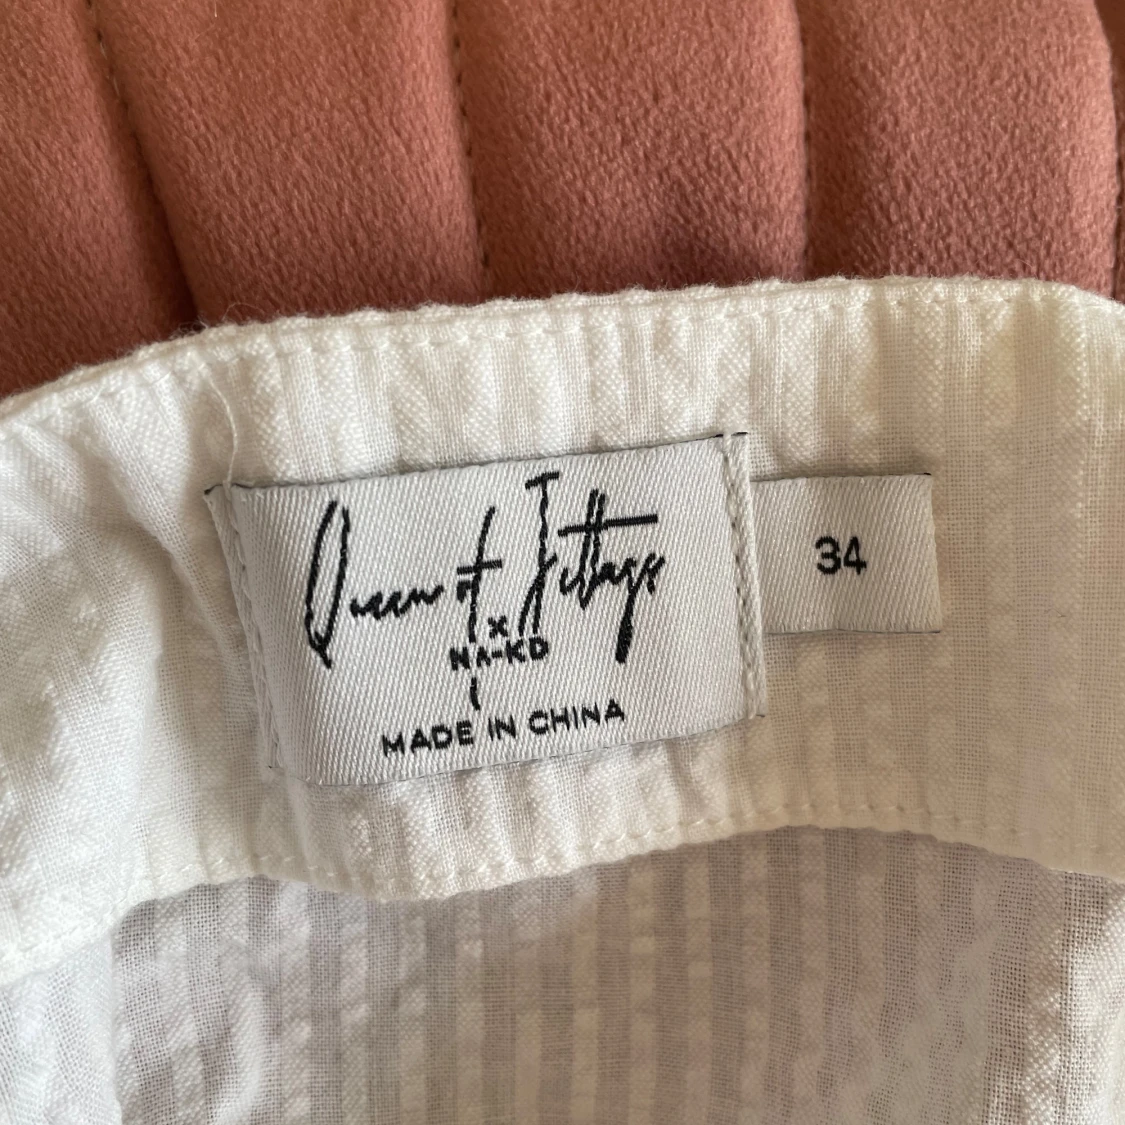 Queen of Jetlags
x
NA-KD
MADE IN CHINA
34